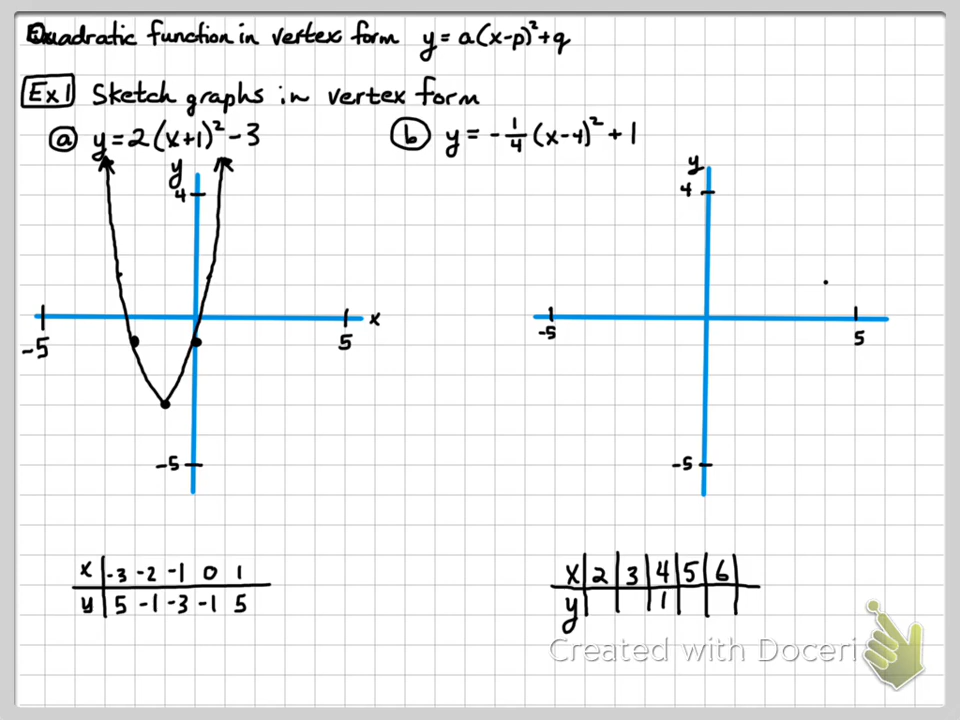 Quadratic function in vertex form y = a(x-p)²+q
Ex1 Sketch graphs in vertex form
a y=2(x+1)²-3
b y = -1/4(x-4)²+1
y
4
x
-5
5
-5
y
4
-5
5
-5
x -3 -2 -1 0 1
y 5 -1 -3 -1 5
x 2 3 4 5 6
y 1
Created with Doceri